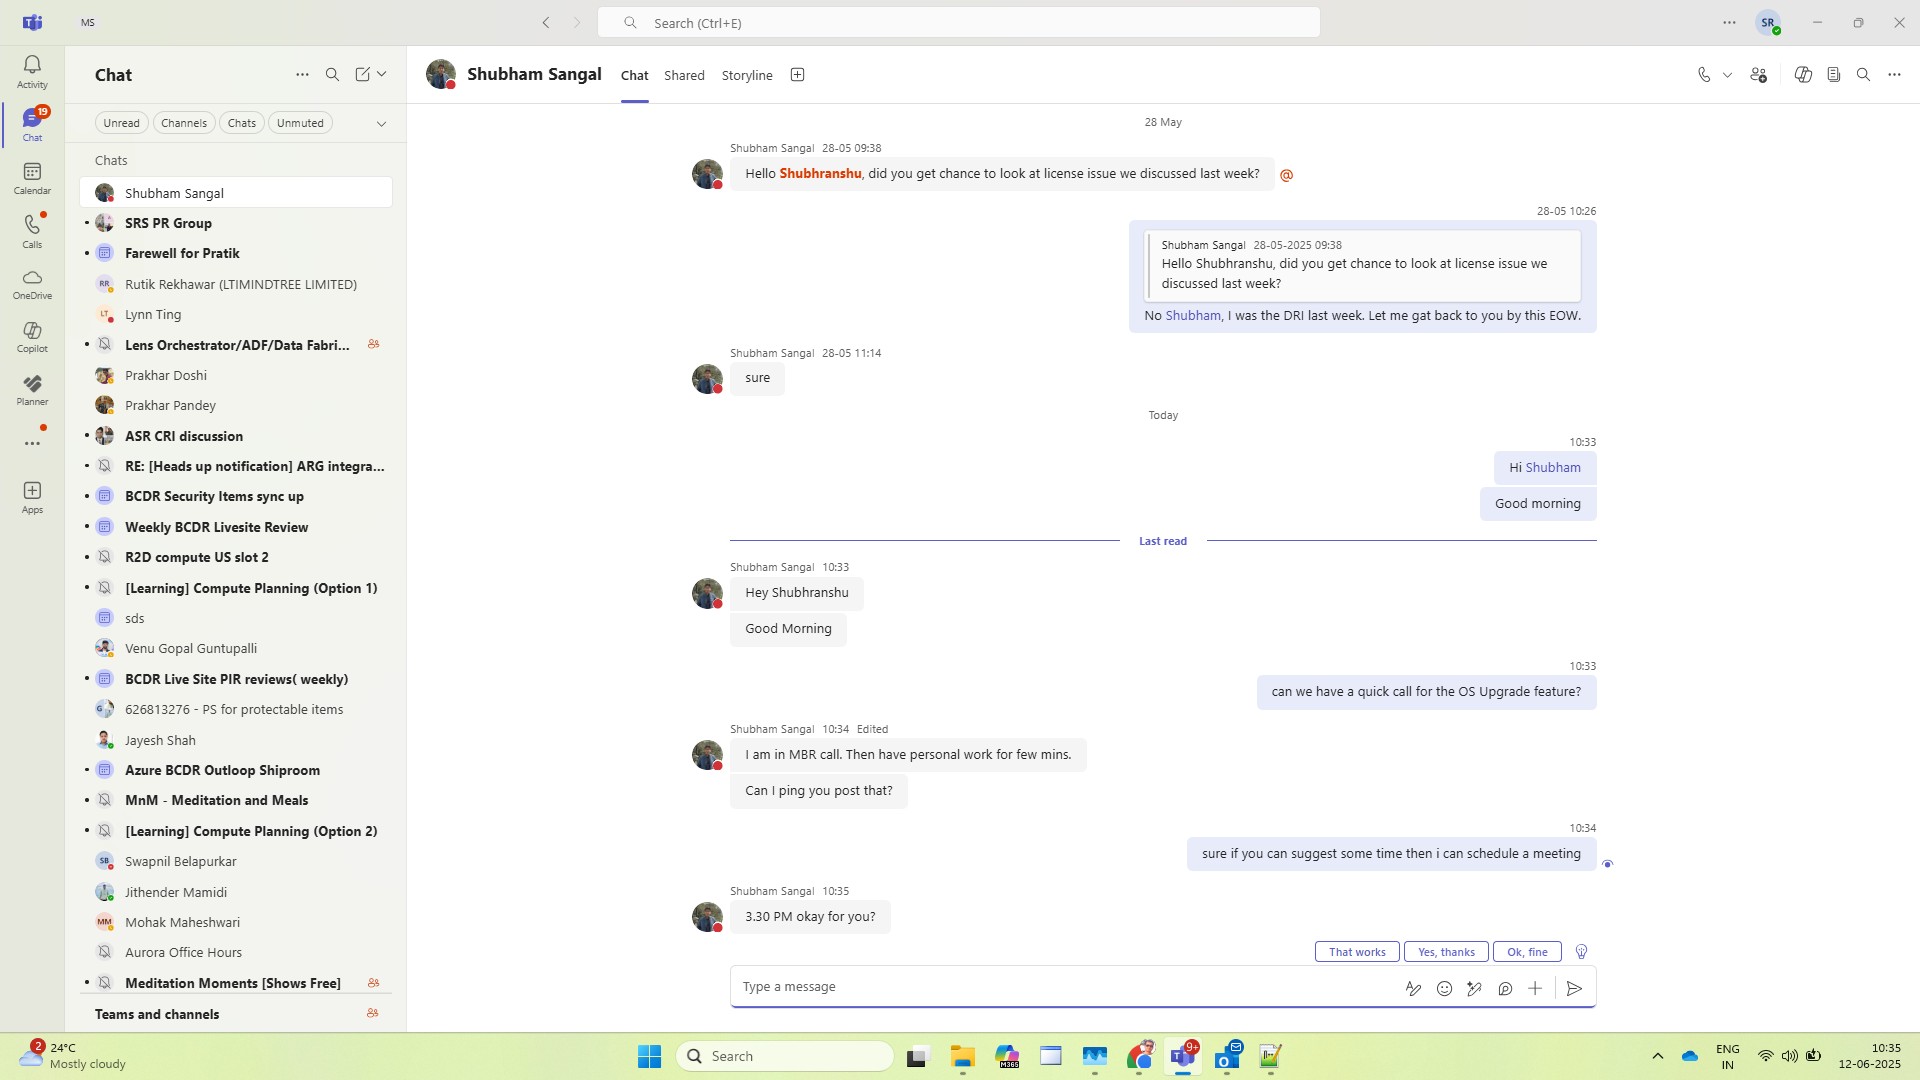 MS
Search (Ctrl+E)
SR
Activity
19
Chat
Calendar
Calls
OneDrive
Copilot
Planner
Apps
Chat
Unread
Channels
Chats
Unmuted
Chats
Shubham Sangal
SRS PR Group
Farewell for Pratik
RR
Rutik Rekhawar (LTIMINDTREE LIMITED)
LT
Lynn Ting
Lens Orchestrator/ADF/Data Fabri...
Prakhar Doshi
Prakhar Pandey
ASR CRI discussion
RE: [Heads up notification] ARG integra...
BCDR Security Items sync up
Weekly BCDR Livesite Review
R2D compute US slot 2
[Learning] Compute Planning (Option 1)
sds
Venu Gopal Guntupalli
BCDR Live Site PIR reviews( weekly)
626813276 - PS for protectable items
Jayesh Shah
Azure BCDR Outloop Shiproom
MnM - Meditation and Meals
[Learning] Compute Planning (Option 2)
SB
Swapnil Belapurkar
Jithender Mamidi
MM
Mohak Maheshwari
Aurora Office Hours
Meditation Moments [Shows Free]
Teams and channels
Shubham Sangal
Chat
Shared
Storyline
28 May
Shubham Sangal 28-05 09:38
Hello Shubhranshu, did you get chance to look at license issue we discussed last week?
@
28-05 10:26
Shubham Sangal 28-05-2025 09:38
Hello Shubhranshu, did you get chance to look at license issue we
discussed last week?
No Shubham, I was the DRI last week. Let me gat back to you by this EOW.
Shubham Sangal 28-05 11:14
sure
Today
10:33
Hi Shubham
Good morning
Last read
Shubham Sangal 10:33
Hey Shubhranshu
Good Morning
10:33
can we have a quick call for the OS Upgrade feature?
Shubham Sangal 10:34 Edited
I am in MBR call. Then have personal work for few mins.
Can I ping you post that?
10:34
sure if you can suggest some time then i can schedule a meeting
Shubham Sangal 10:35
3.30 PM okay for you?
That works
Yes, thanks
Ok, fine
Type a message
2
24°C
Mostly cloudy
Search
M365
9+
ENG
IN
10:35
12-06-2025